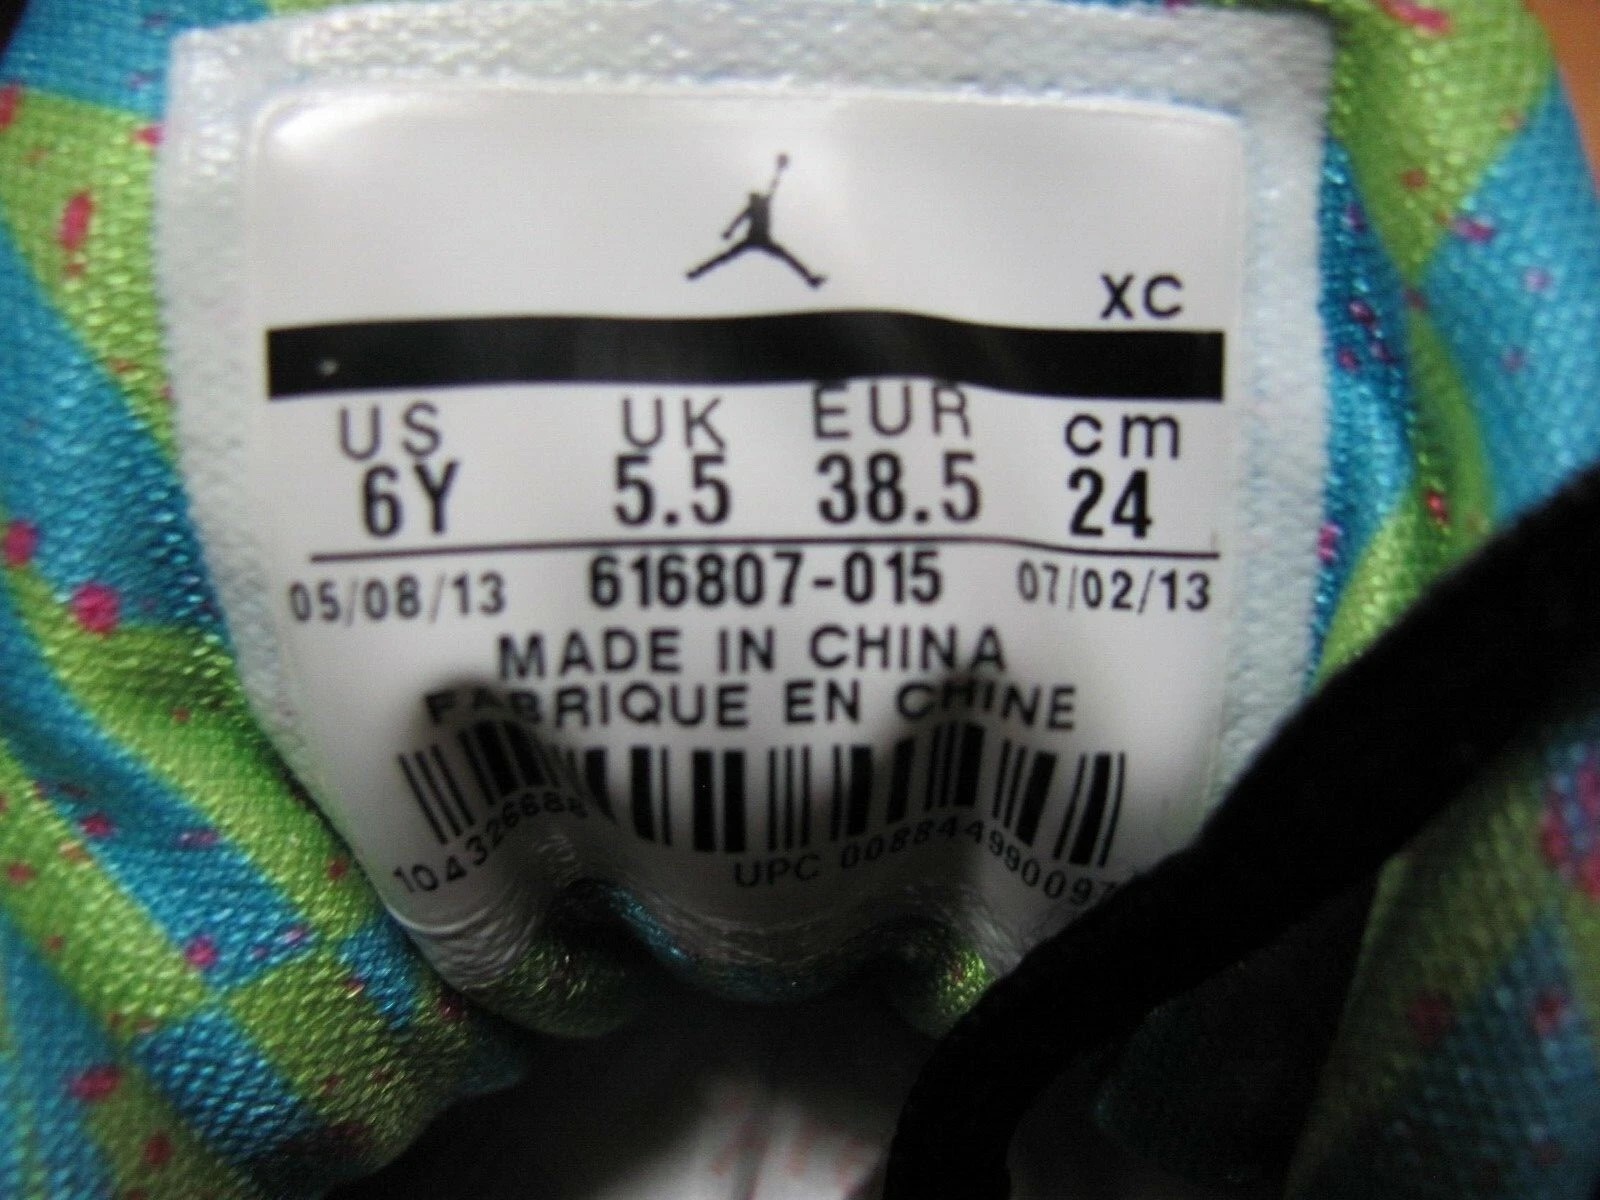 XC
US UK EUR cm
6Y 5.5 38.5 24
05/08/13 616807-015 07/02/13
MADE IN CHINA
FABRIQUE EN CHINE
UPC